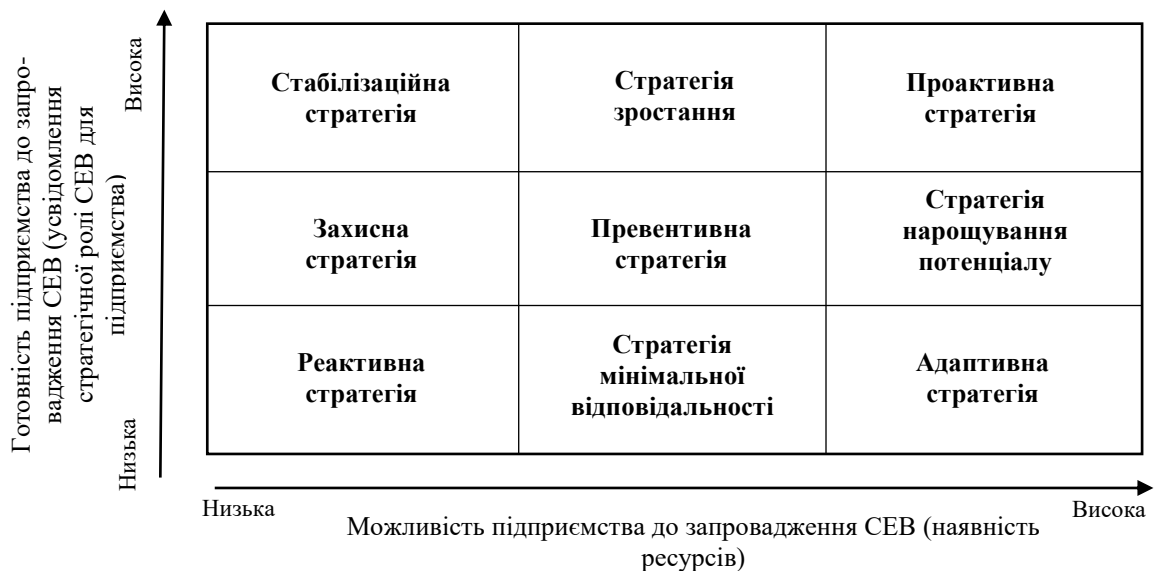 Готовність підприємства до запро-
вадження СЕВ (усвідомлення
стратегічної ролі СЕВ для
підприємства)
Висока
Низька
Стабілізаційна
стратегія
Стратегія
зростання
Проактивна
стратегія
Захисна
стратегія
Превентивна
стратегія
Стратегія
нарощування
потенціалу
Реактивна
стратегія
Стратегія
мінімальної
відповідальності
Адаптивна
стратегія
Низька
Висока
Можливість підприємства до запровадження СЕВ (наявність
ресурсів)